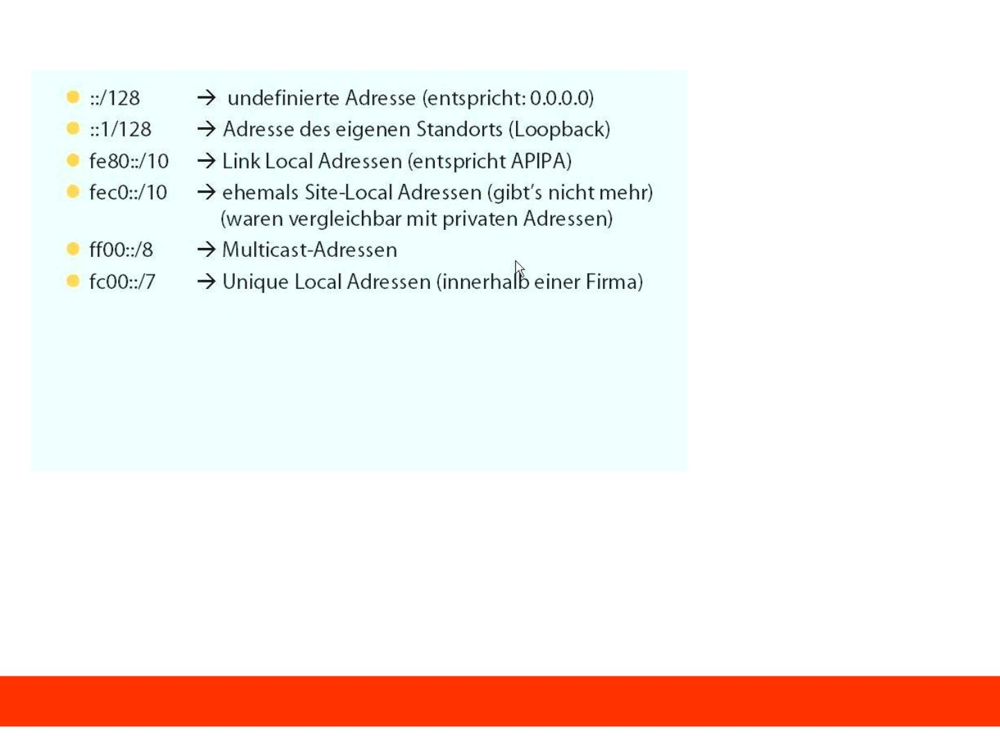 ::/128 → undefinierte Adresse (entspricht: 0.0.0.0)
::1/128 → Adresse des eigenen Standorts (Loopback)
fe80::/10 → Link Local Adressen (entspricht APIPA)
fec0::/10 → ehemals Site-Local Adressen (gibt's nicht mehr)
(waren vergleichbar mit privaten Adressen)
ff00::/8 → Multicast-Adressen
fc00::/7 → Unique Local Adressen (innerhalb einer Firma)